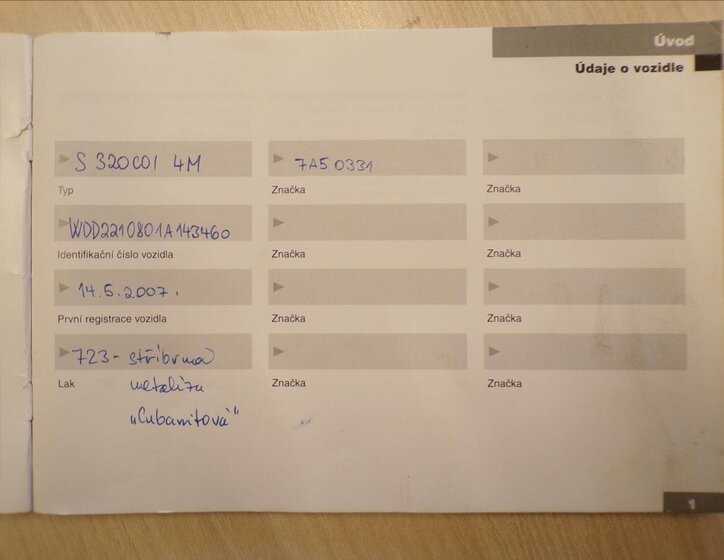 Úvod
Údaje o vozidle
S 320CDI 4M
7A5 0331
Typ
Značka
Značka
WDD2210801A143460
Identifikační číslo vozidla
Značka
Značka
14.5.2007.
První registrace vozidla
Značka
Značka
723- stříbrná
Lak
Značka
Značka
metalíza
„Cubanitová"
1